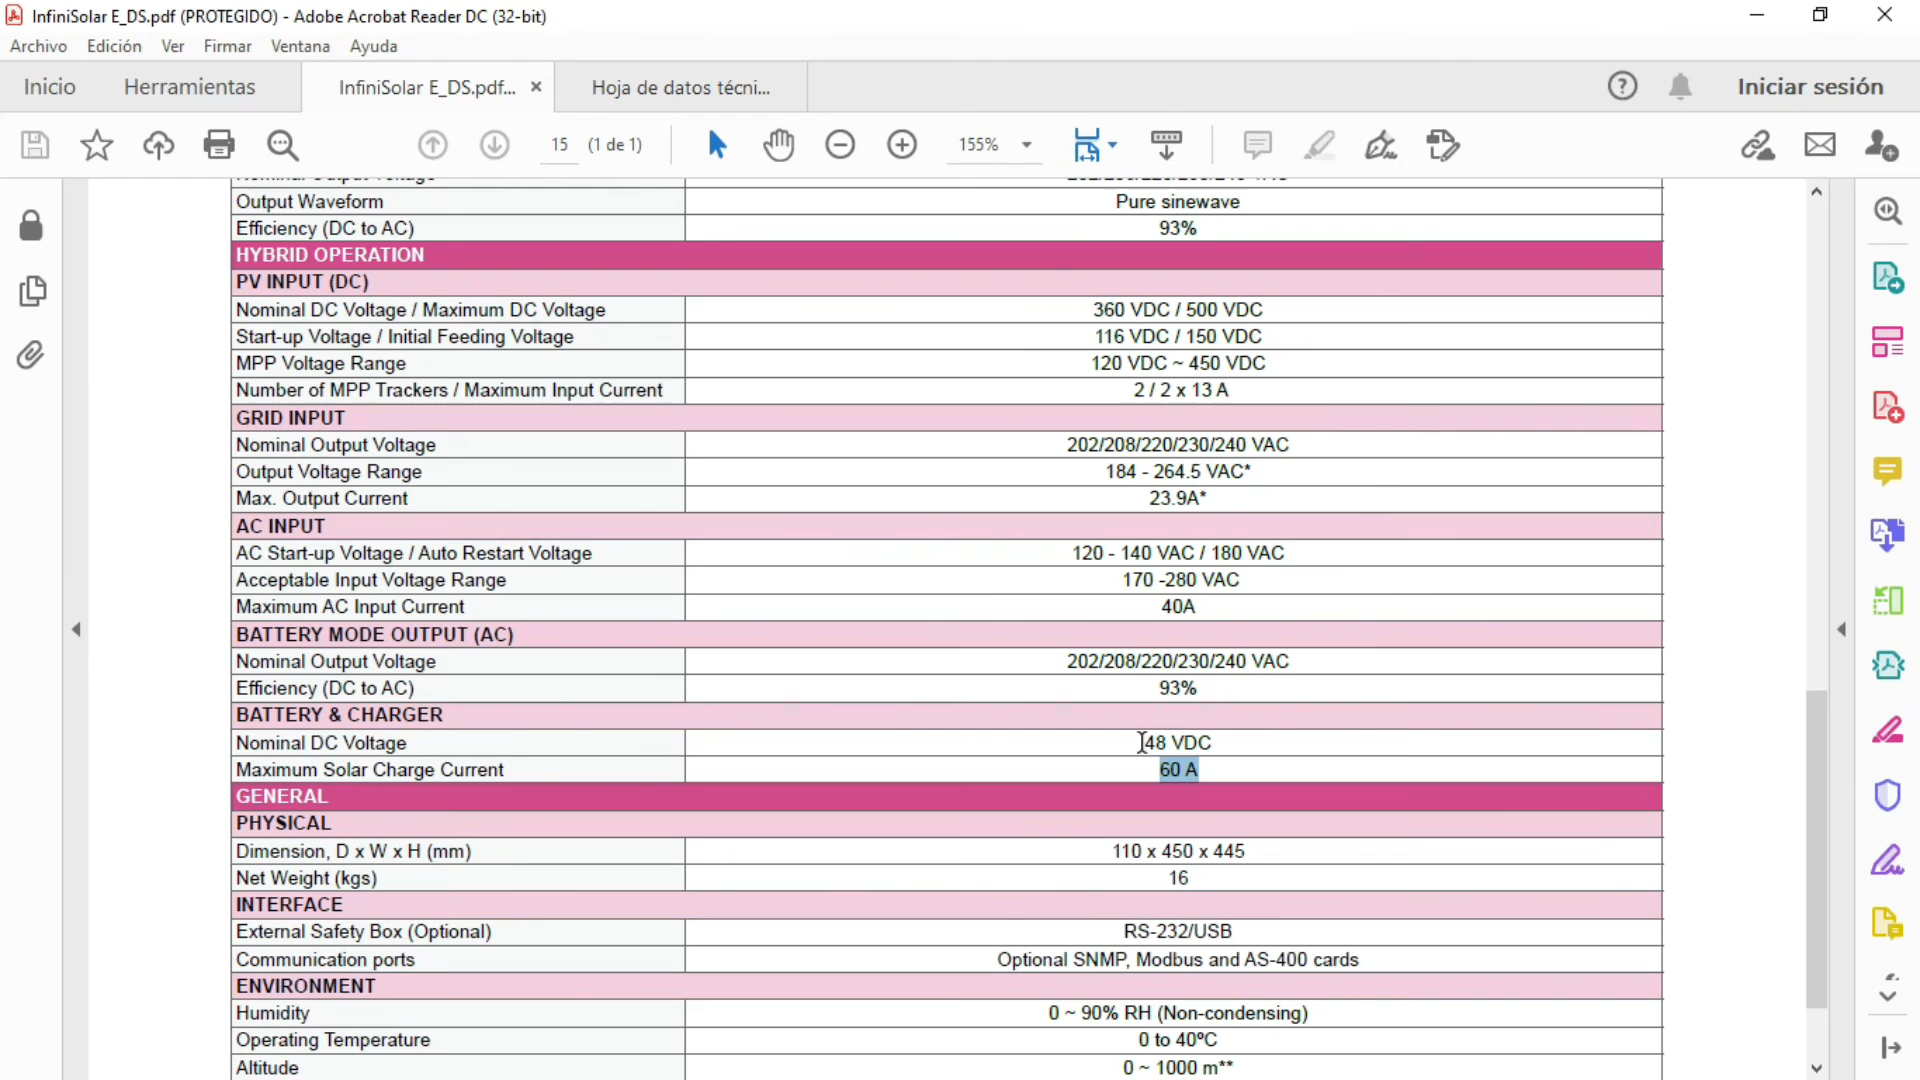 InfiniSolar E_DS.pdf (PROTEGIDO) - Adobe Acrobat Reader DC (32-bit)
Archivo Edición Ver Firmar Ventana Ayuda
Inicio Herramientas InfiniSolar E_DS.pdf... × Hoja de datos técni... Iniciar sesión
15 (1 de 1) 155%
Nominal Output Voltage 202/208/220/230/240 VAC
Output Waveform Pure sinewave
Efficiency (DC to AC) 93%
HYBRID OPERATION
PV INPUT (DC)
Nominal DC Voltage / Maximum DC Voltage 360 VDC / 500 VDC
Start-up Voltage / Initial Feeding Voltage 116 VDC / 150 VDC
MPP Voltage Range 120 VDC ~ 450 VDC
Number of MPP Trackers / Maximum Input Current 2 / 2 x 13 A
GRID INPUT
Nominal Output Voltage 202/208/220/230/240 VAC
Output Voltage Range 184 - 264.5 VAC*
Max. Output Current 23.9A*
AC INPUT
AC Start-up Voltage / Auto Restart Voltage 120 - 140 VAC / 180 VAC
Acceptable Input Voltage Range 170 -280 VAC
Maximum AC Input Current 40A
BATTERY MODE OUTPUT (AC)
Nominal Output Voltage 202/208/220/230/240 VAC
Efficiency (DC to AC) 93%
BATTERY & CHARGER
Nominal DC Voltage 48 VDC
Maximum Solar Charge Current 60 A
GENERAL
PHYSICAL
Dimension, D x W x H (mm) 110 x 450 x 445
Net Weight (kgs) 16
INTERFACE
External Safety Box (Optional) RS-232/USB
Communication ports Optional SNMP, Modbus and AS-400 cards
ENVIRONMENT
Humidity 0 ~ 90% RH (Non-condensing)
Operating Temperature 0 to 40ºC
Altitude 0 ~ 1000 m**